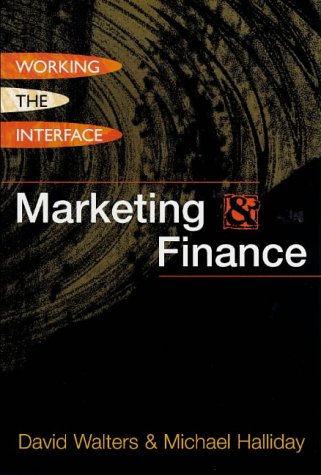 WORKING
THE
INTERFACE
Marketing &
Finance
David Walters & Michael Halliday